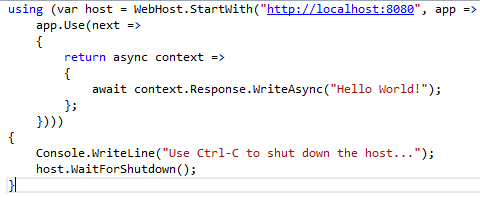 using (var host = WebHost.StartWith("http://localhost:8080", app =>
    app.Use(next =>
    {
        return async context =>
        {
            await context.Response.WriteAsync("Hello World!");
        };
    })))
{
    Console.WriteLine("Use Ctrl-C to shut down the host...");
    host.WaitForShutdown();
}